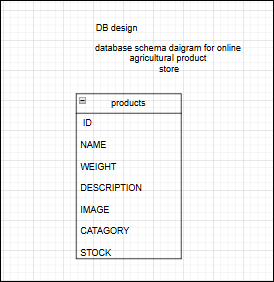 DB design
database schema daigram for online
agricultural product
store
products
ID
NAME
WEIGHT
DESCRIPTION
IMAGE
CATAGORY
STOCK